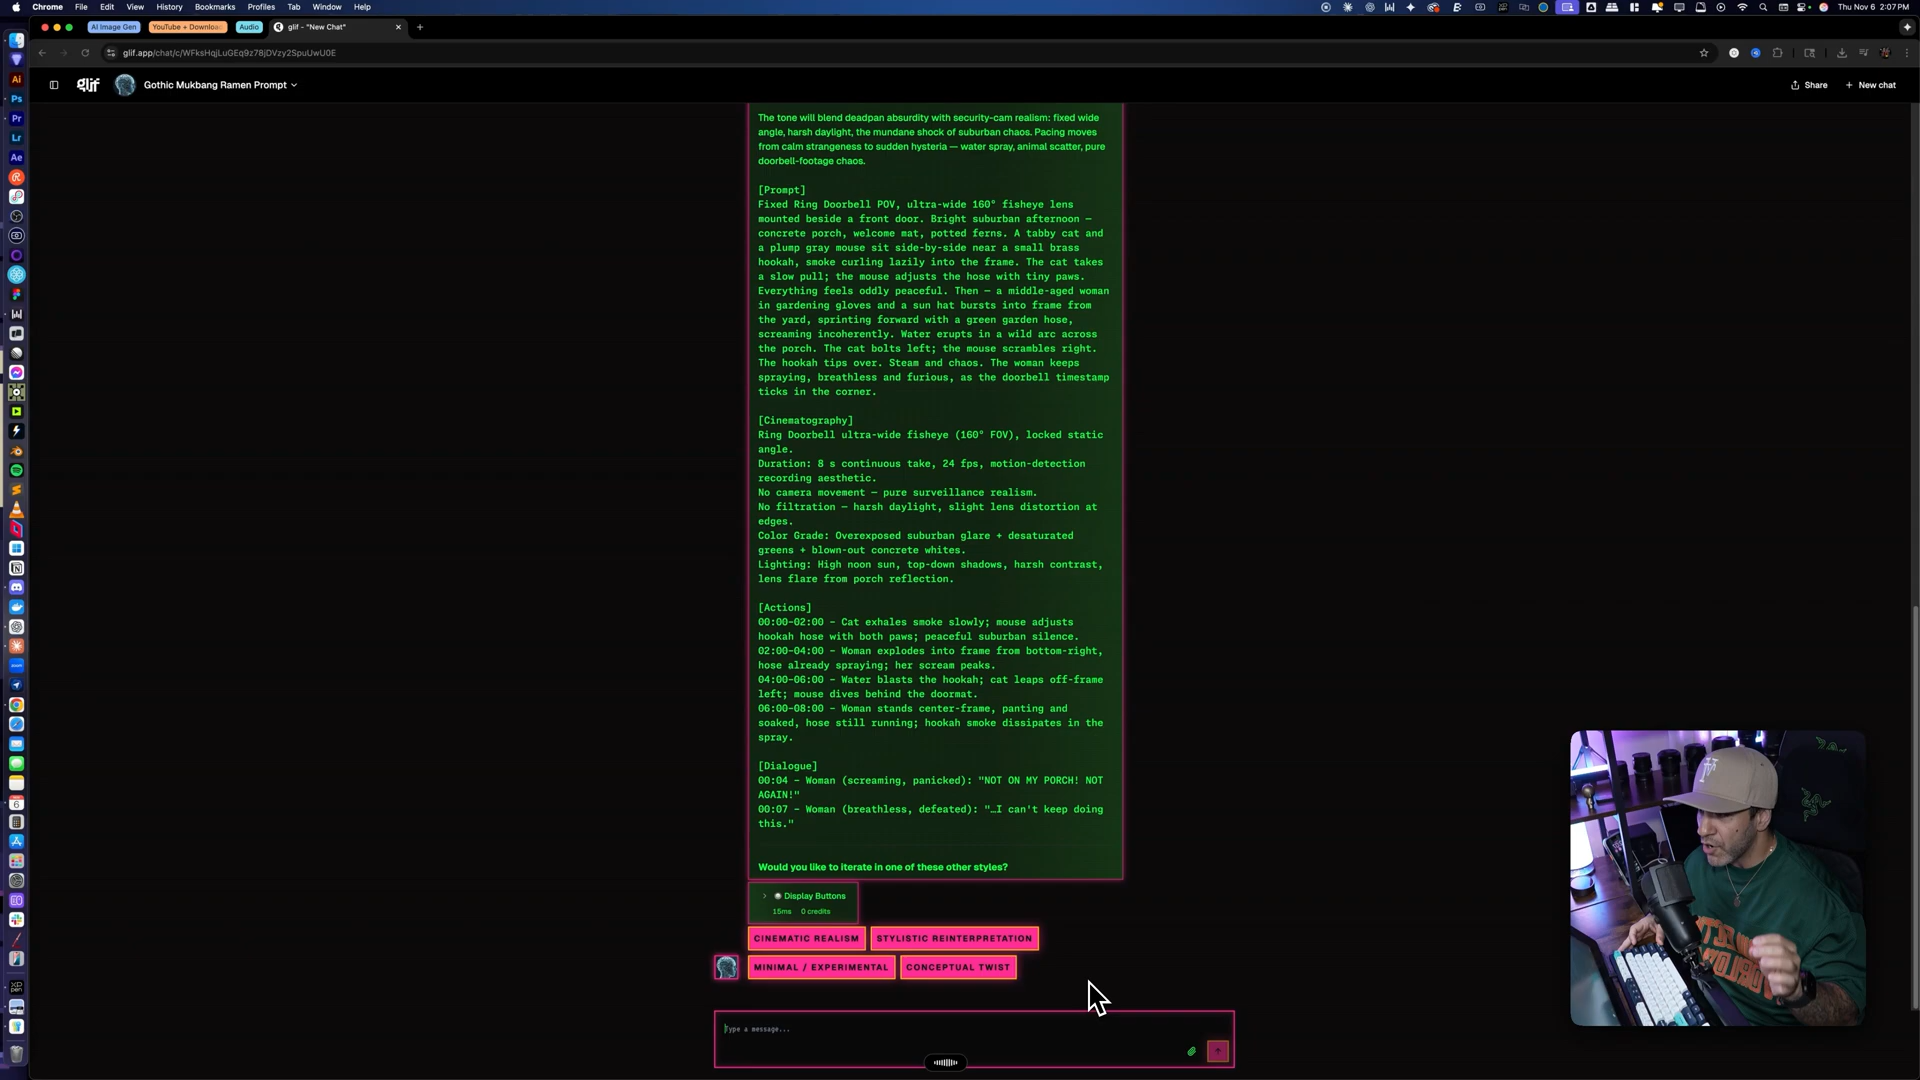 Chrome File Edit View History Bookmarks Profiles Tab Window Help
Thu Nov 6 2:07 PM
AI Image Gen
YouTube + Downloa
Audio
glif - "New Chat"
glif.app/chat/c/WFksHqjLuGEq9z78jDVzy2SpuUwU0E
glif
Gothic Mukbang Ramen Prompt
Share
New chat
The tone will blend deadpan absurdity with security-cam realism: fixed wide
angle, harsh daylight, the mundane shock of suburban chaos. Pacing moves
from calm strangeness to sudden hysteria — water spray, animal scatter, pure
doorbell-footage chaos.
[Prompt]
Fixed Ring Doorbell POV, ultra-wide 160° fisheye lens
mounted beside a front door. Bright suburban afternoon —
concrete porch, welcome mat, potted ferns. A tabby cat and
a plump gray mouse sit side-by-side near a small brass
hookah, smoke curling lazily into the frame. The cat takes
a slow pull; the mouse adjusts the hose with tiny paws.
Everything feels oddly peaceful. Then — a middle-aged woman
in gardening gloves and a sun hat bursts into frame from
the yard, sprinting forward with a green garden hose,
screaming incoherently. Water erupts in a wild arc across
the porch. The cat bolts left; the mouse scrambles right.
The hookah tips over. Steam and chaos. The woman keeps
spraying, breathless and furious, as the doorbell timestamp
ticks in the corner.
[Cinematography]
Ring Doorbell ultra-wide fisheye (160° FOV), locked static
angle.
Duration: 8 s continuous take, 24 fps, motion-detection
recording aesthetic.
No camera movement — pure surveillance realism.
No filtration — harsh daylight, slight lens distortion at
edges.
Color Grade: Overexposed suburban glare + desaturated
greens + blown-out concrete whites.
Lighting: High noon sun, top-down shadows, harsh contrast,
lens flare from porch reflection.
[Actions]
00:00–02:00 – Cat exhales smoke slowly; mouse adjusts
hookah hose with both paws; peaceful suburban silence.
02:00–04:00 – Woman explodes into frame from bottom-right,
hose already spraying; her scream peaks.
04:00–06:00 – Water blasts the hookah; cat leaps off-frame
left; mouse dives behind the doormat.
06:00–08:00 – Woman stands center-frame, panting and
soaked, hose still running; hookah smoke dissipates in the
spray.
[Dialogue]
00:04 – Woman (screaming, panicked): "NOT ON MY PORCH! NOT
AGAIN!"
00:07 – Woman (breathless, defeated): "…I can't keep doing
this."
Would you like to iterate in one of these other styles?
Display Buttons
15ms 0 credits
CINEMATIC REALISM
STYLISTIC REINTERPRETATION
MINIMAL / EXPERIMENTAL
CONCEPTUAL TWIST
Type a message...